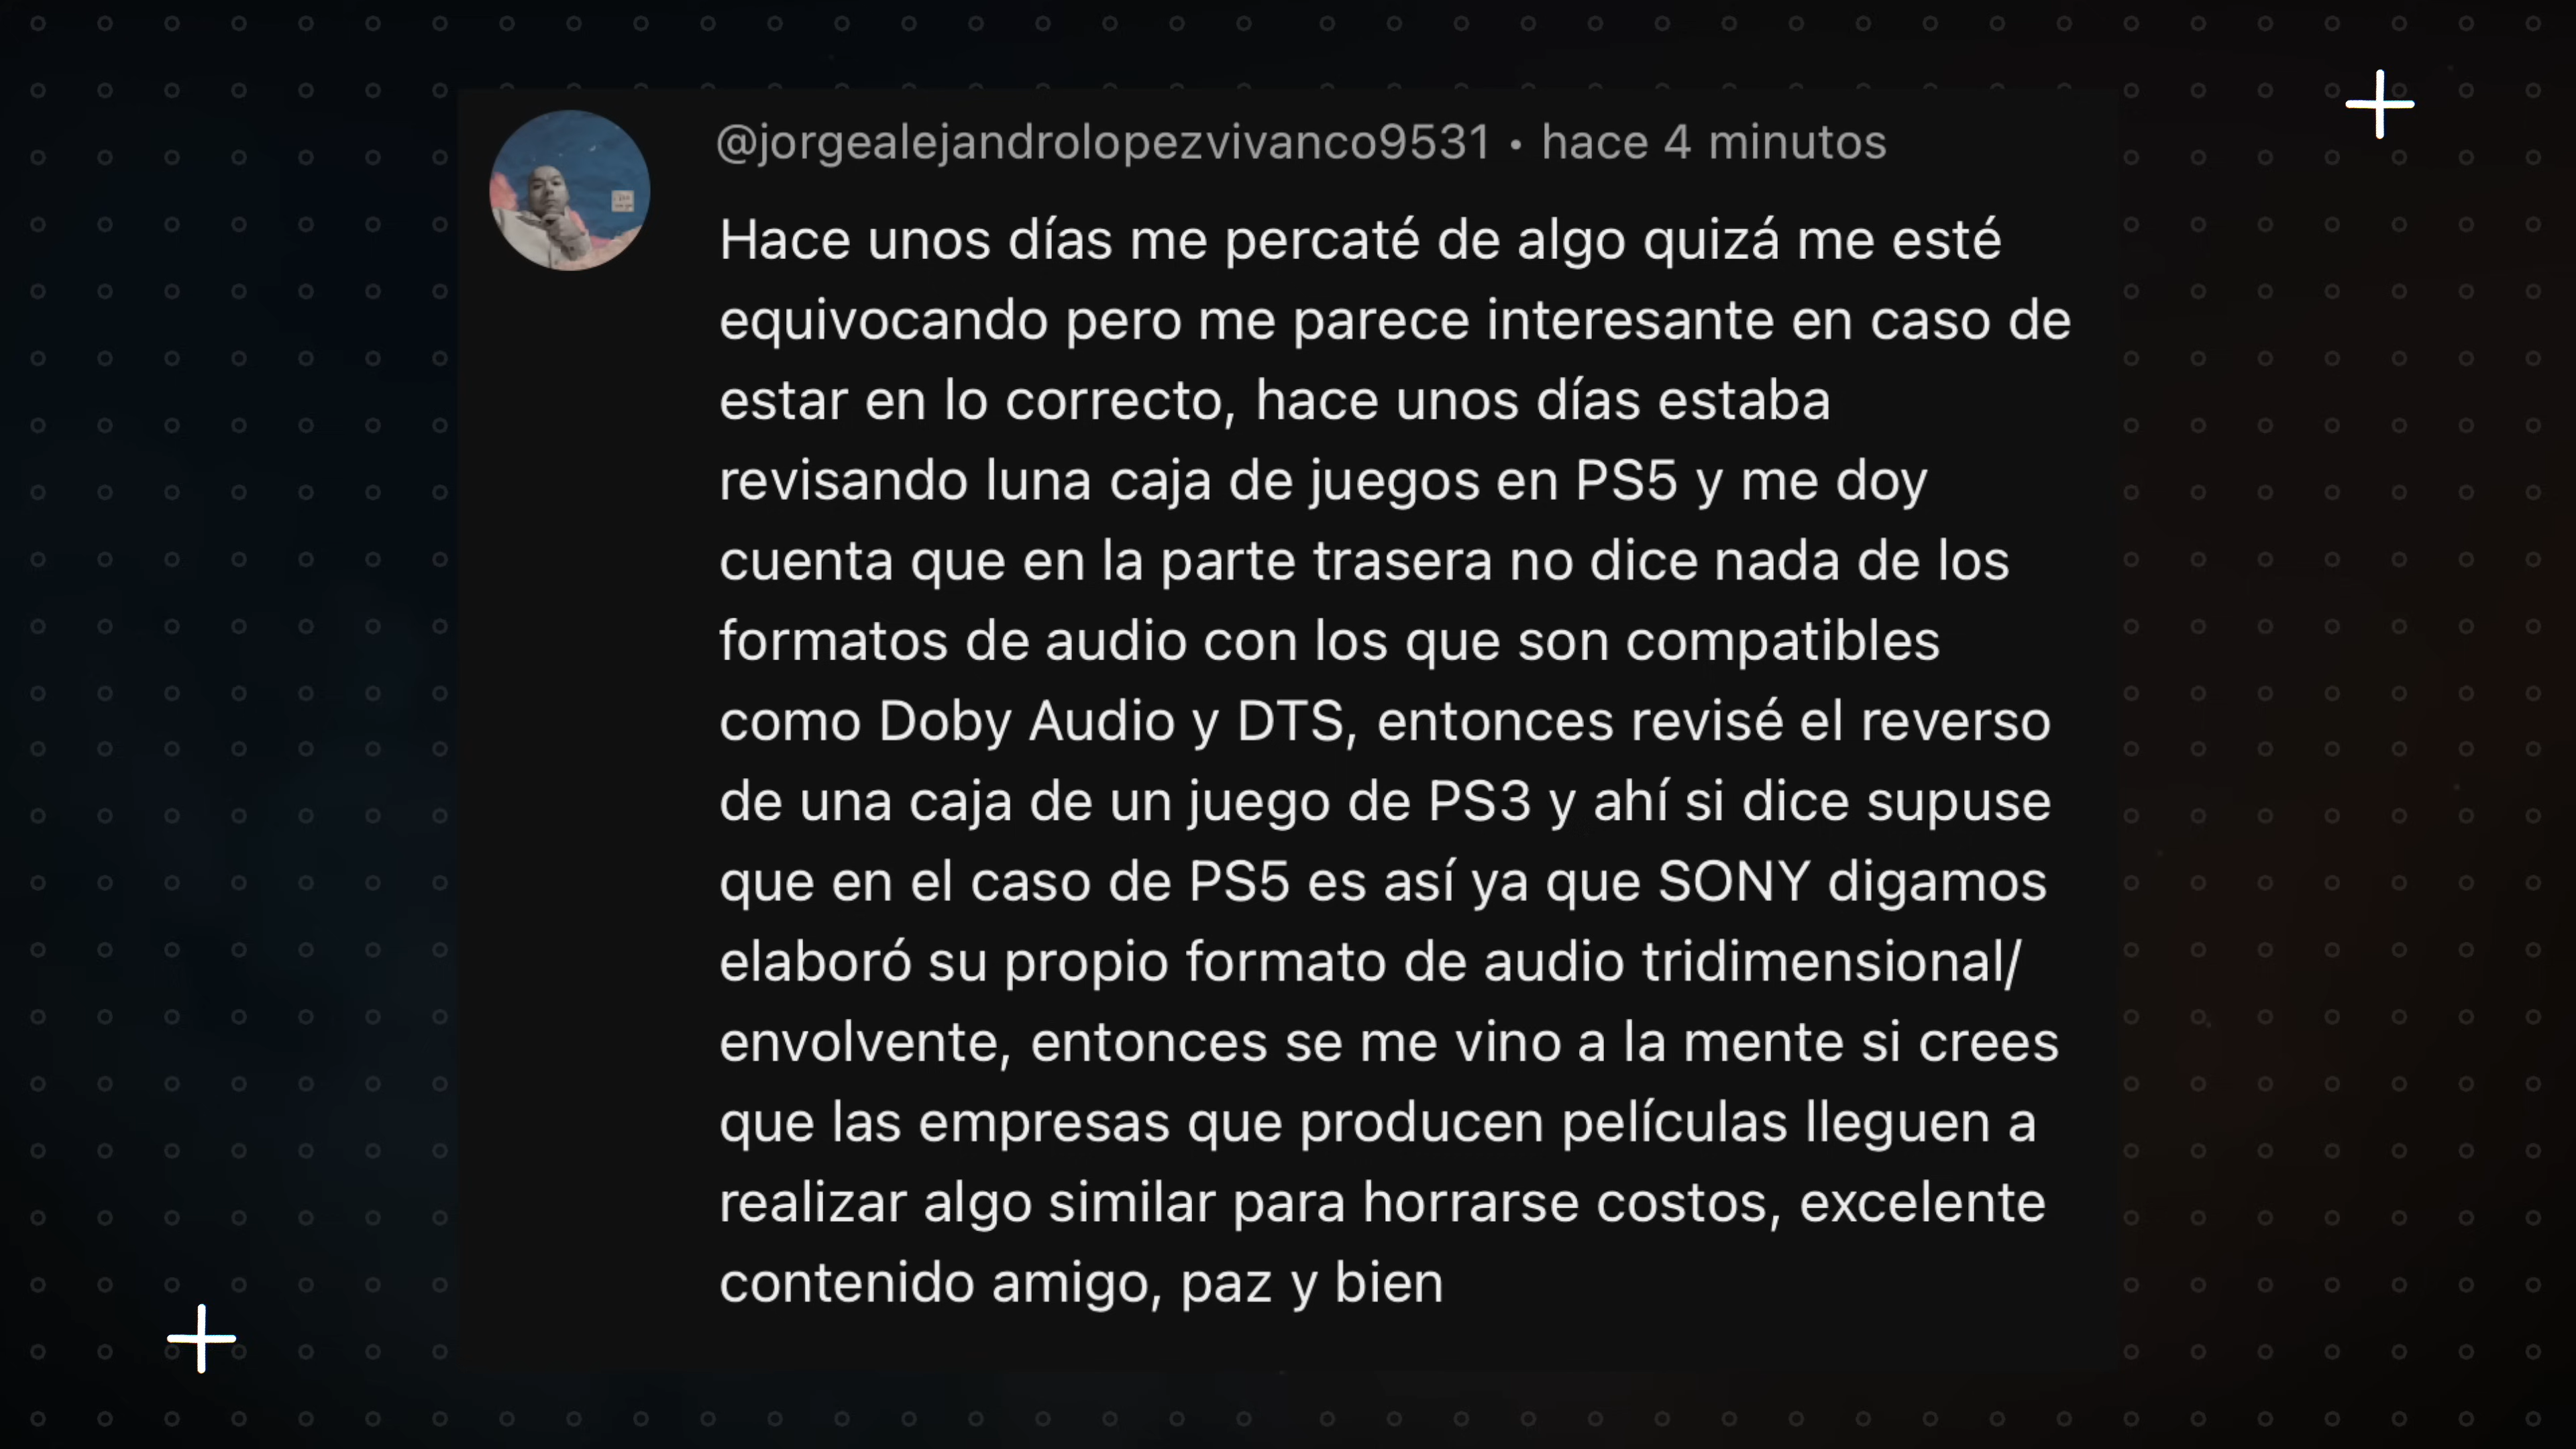 @jorgealejandrolopezvivanco9531 • hace 4 minutos
Hace unos días me percaté de algo quizá me esté
equivocando pero me parece interesante en caso de
estar en lo correcto, hace unos días estaba
revisando luna caja de juegos en PS5 y me doy
cuenta que en la parte trasera no dice nada de los
formatos de audio con los que son compatibles
como Doby Audio y DTS, entonces revisé el reverso
de una caja de un juego de PS3 y ahí si dice supuse
que en el caso de PS5 es así ya que SONY digamos
elaboró su propio formato de audio tridimensional/
envolvente, entonces se me vino a la mente si crees
que las empresas que producen películas lleguen a
realizar algo similar para horrarse costos, excelente
contenido amigo, paz y bien